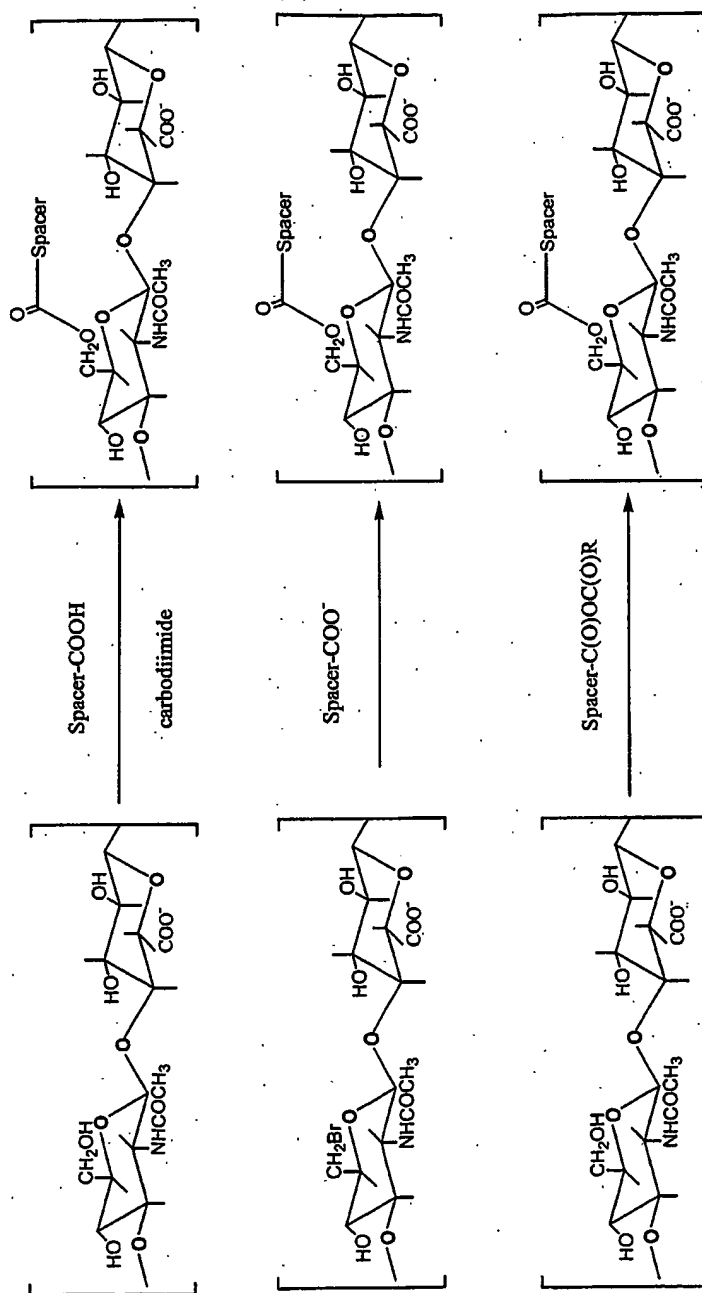 CH₂OH
HO
O
O
NHCOCH₃
O
HO
OH
O
COO⁻
Spacer-COOH
carbodiimide
O
Spacer
CH₂O
HO
O
O
NHCOCH₃
O
HO
OH
O
COO⁻
CH₂Br
HO
O
O
NHCOCH₃
O
HO
OH
O
COO⁻
Spacer-COO⁻
O
Spacer
CH₂O
HO
O
O
NHCOCH₃
O
HO
OH
O
COO⁻
CH₂OH
HO
O
O
NHCOCH₃
O
HO
OH
O
COO⁻
Spacer-C(O)OC(O)R
O
Spacer
CH₂O
HO
O
O
NHCOCH₃
O
HO
OH
O
COO⁻